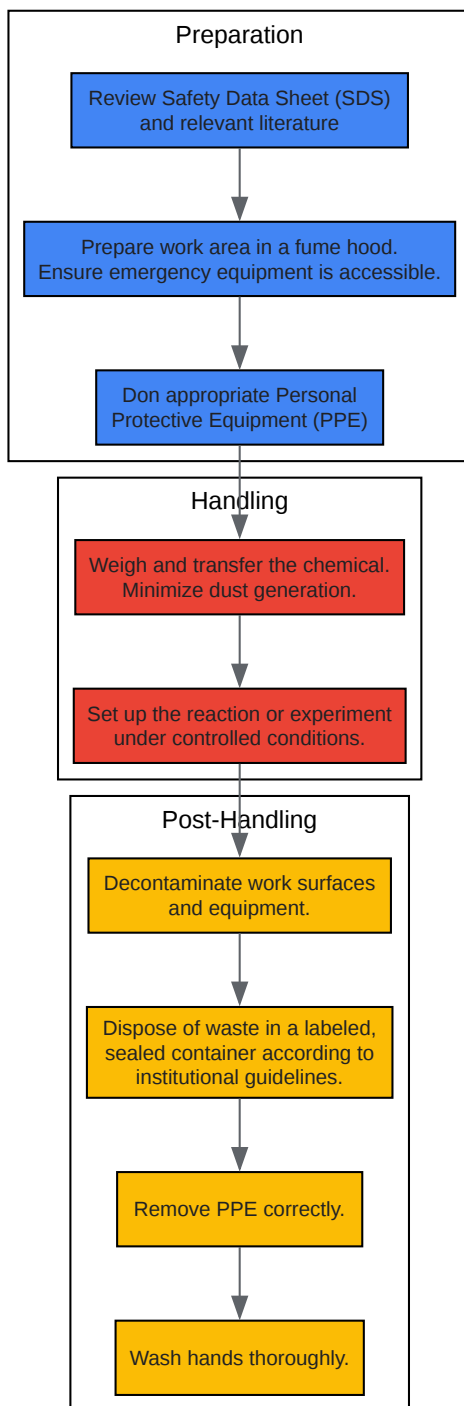 Preparation
Review Safety Data Sheet (SDS)
and relevant literature
Prepare work area in a fume hood.
Ensure emergency equipment is accessible.
Don appropriate Personal
Protective Equipment (PPE)
Handling
Weigh and transfer the chemical.
Minimize dust generation.
Set up the reaction or experiment
under controlled conditions.
Post-Handling
Decontaminate work surfaces
and equipment.
Dispose of waste in a labeled,
sealed container according to
institutional guidelines.
Remove PPE correctly.
Wash hands thoroughly.